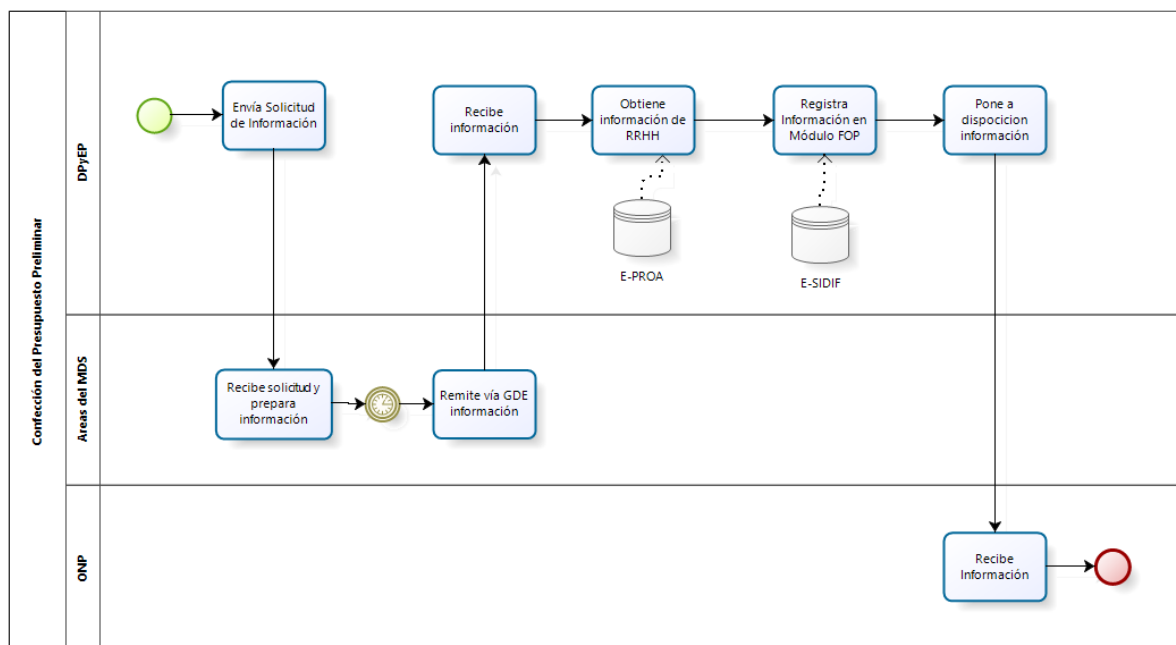 Confección del Presupuesto Preliminar
DPyEP
Envía Solicitud
de Información
Recibe
información
Obtiene
información de
RRHH
Registra
Información en
Módulo FOP
Pone a
disposicion
información
E-PROA
E-SIDIF
Areas del MDS
Recibe solicitud y
prepara
información
Remite vía GDE
información
ONP
Recibe
Información